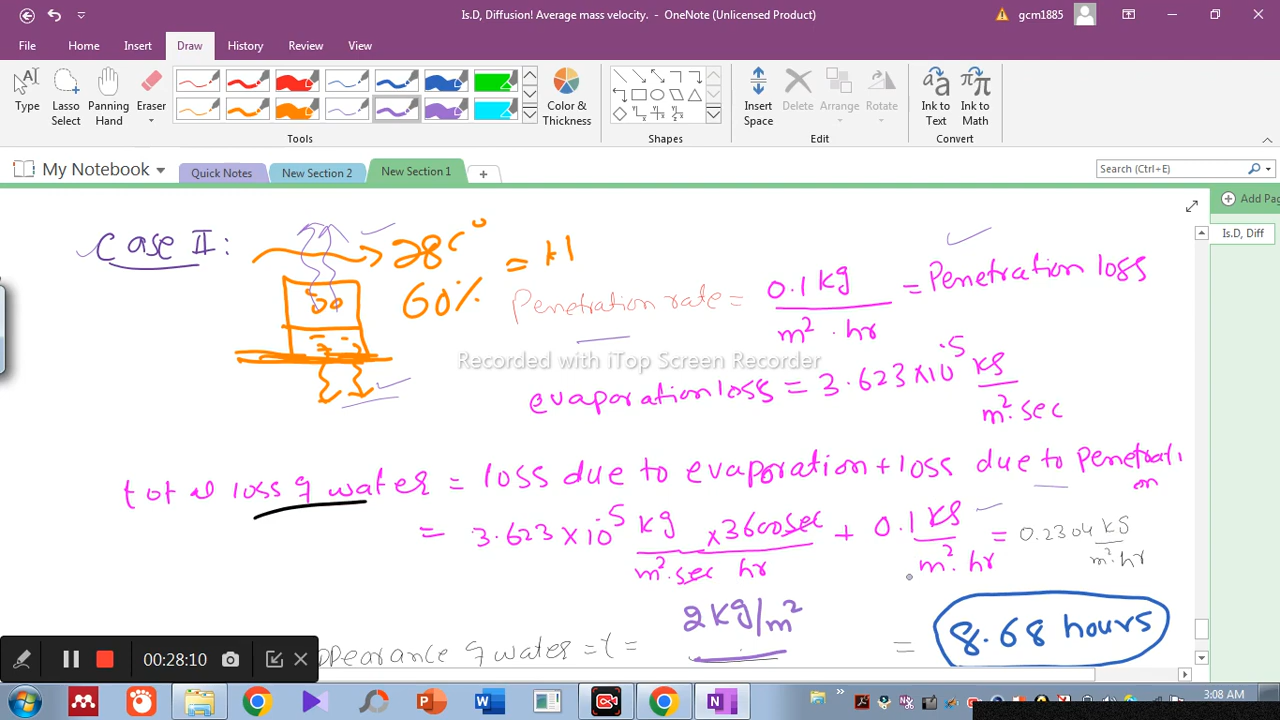 Is.D, Diffusion! Average mass velocity. - OneNote (Unlicensed Product)
gcm1885
File Home Insert Draw History Review View
Type
Lasso Select
Panning Hand
Eraser
Color & Thickness
Insert Space
Delete
Arrange
Rotate
Ink to Text
Ink to Math
Tools
Shapes
Edit
Convert
My Notebook
Quick Notes
New Section 2
New Section 1
Search (Ctrl+E)
Add Pag
Is.D, Diff
Case II:
28c°
60% = H
Penetration rate = 0.1 kg / m². hr = Penetration loss
Recorded with iTop Screen Recorder
evaporation loss = 3.623×10⁻⁵ kg / m². sec
total loss of water = loss due to evaporation + loss due to Penetration
= 3.623×10⁻⁵ kg / m².sec × 3600sec / hr + 0.1 kg / m². hr = 0.2304 kg / m². hr
ppearance of water = t = 2 kg/m² = 8.68 hours
00:28:10
3:08 AM